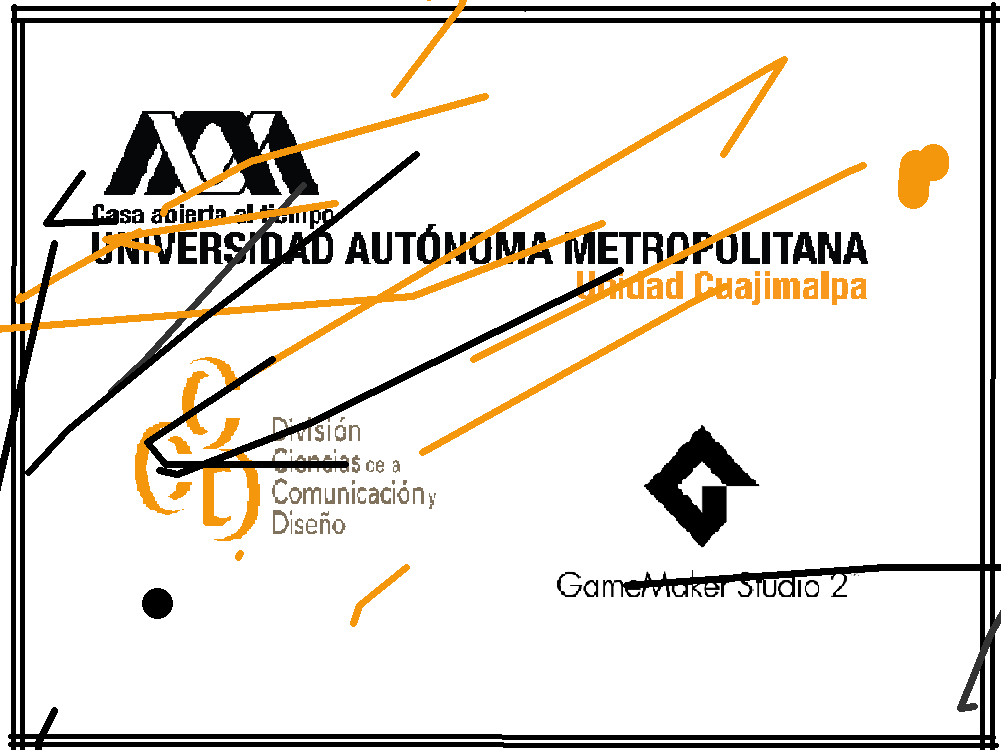 Casa abierta al tiempo
UNIVERSIDAD AUTÓNOMA METROPOLITANA
Unidad Cuajimalpa
División
Ciencias de la
Comunicación y
Diseño
GameMaker Studio 2